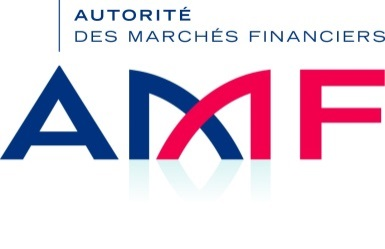 AUTORITÉ
DES MARCHÉS FINANCIERS
AMF